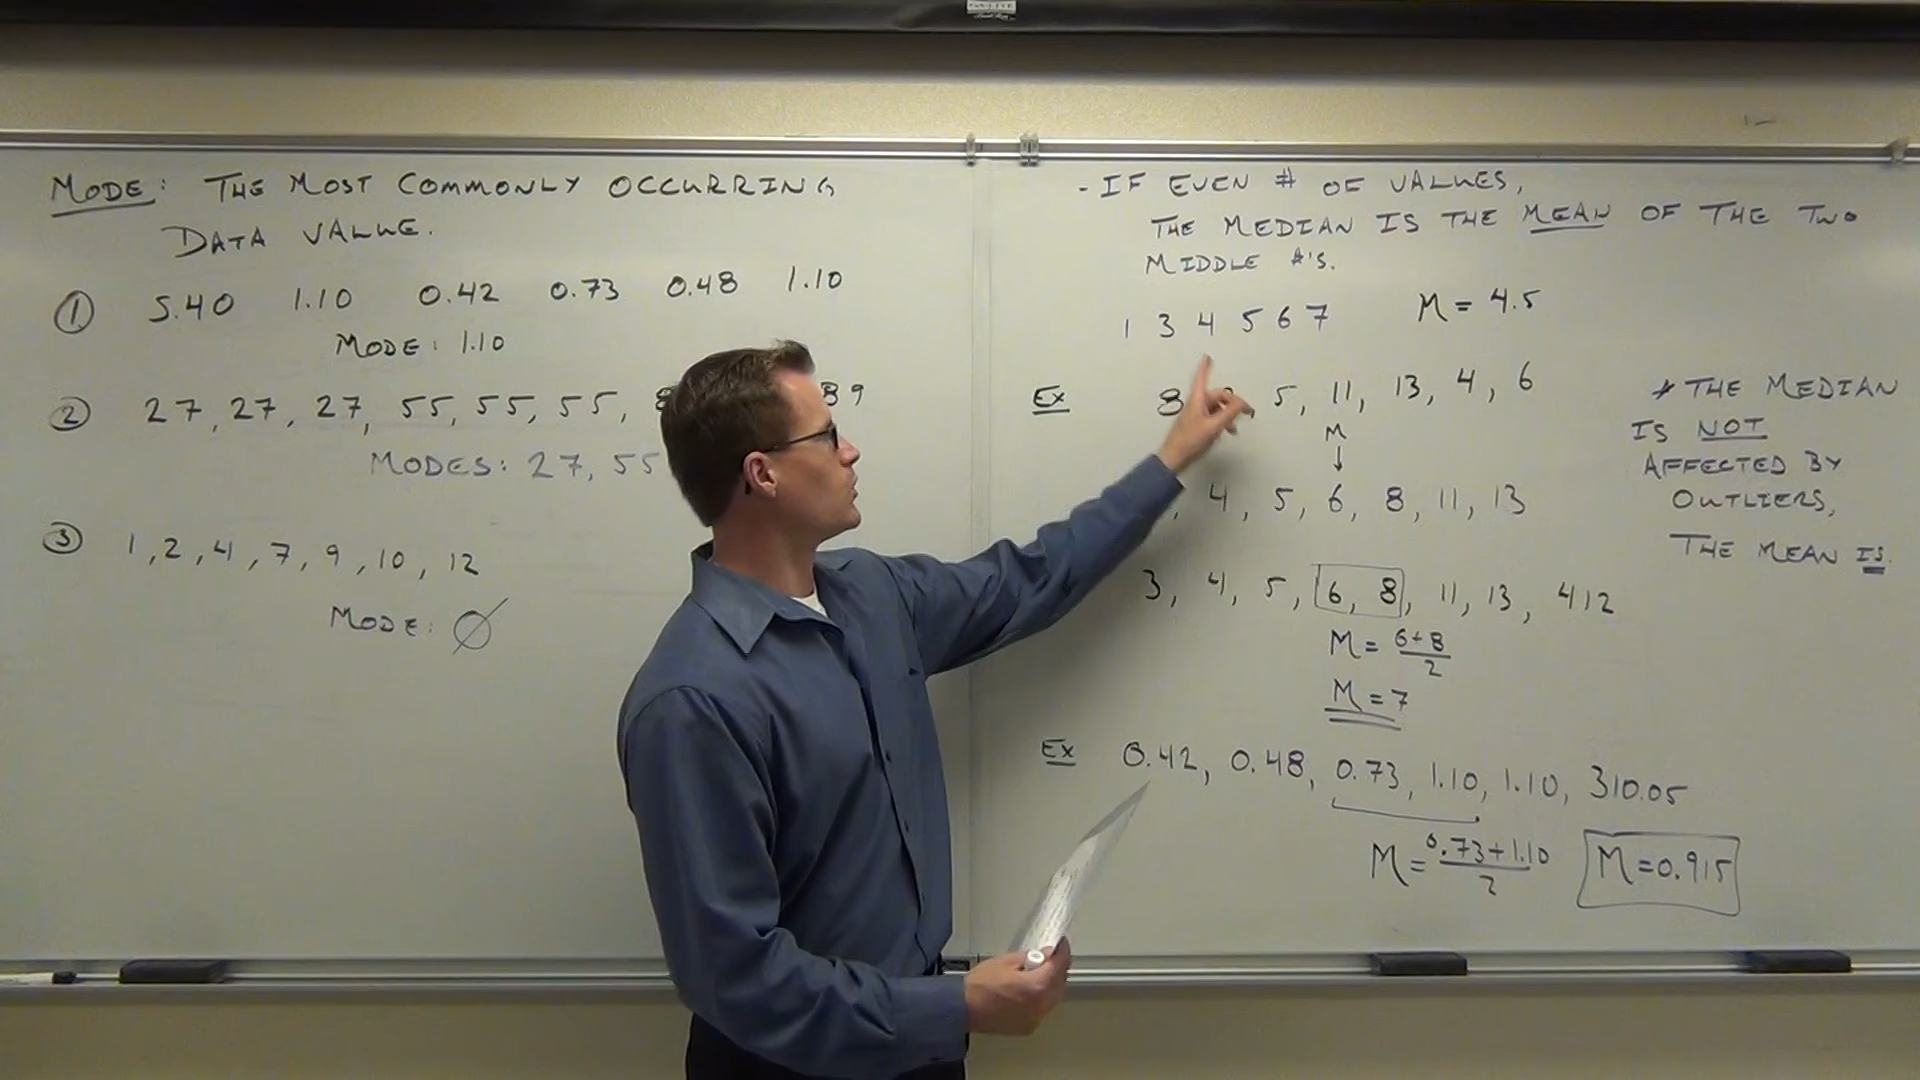 MODE: THE MOST COMMONLY OCCURRING
DATA VALUE.
① 5.40 1.10 0.42 0.73 0.48 1.10
MODE: 1.10
② 27, 27, 27, 55, 55, 55, 8 89
MODES: 27, 55
③ 1, 2, 4, 7, 9, 10, 12
MODE: ∅
- IF EVEN # OF VALUES,
THE MEDIAN IS THE MEAN OF THE TWO
MIDDLE #'S.
1 3 4 5 6 7 M = 4.5
Ex 8 5, 11, 13, 4, 6
M
↓
, 4, 5, 6, 8, 11, 13
3, 4, 5, 6, 8, 11, 13, 412
M = 6+8/2
M = 7
* THE MEDIAN
IS NOT
AFFECTED BY
OUTLIERS,
THE MEAN IS.
Ex 0.42, 0.48, 0.73, 1.10, 1.10, 310.05
M = 0.73+1.10/2 M=0.915